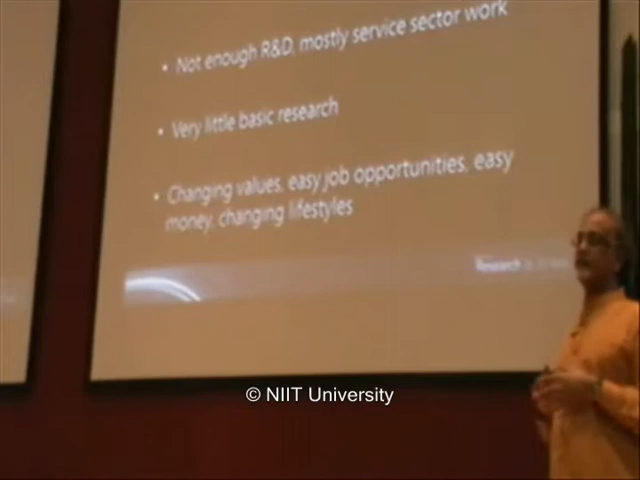 • Not enough R&D, mostly service sector work
• Very little basic research
• Changing values, easy job opportunities, easy
money, changing lifestyles
Research
© NIIT University